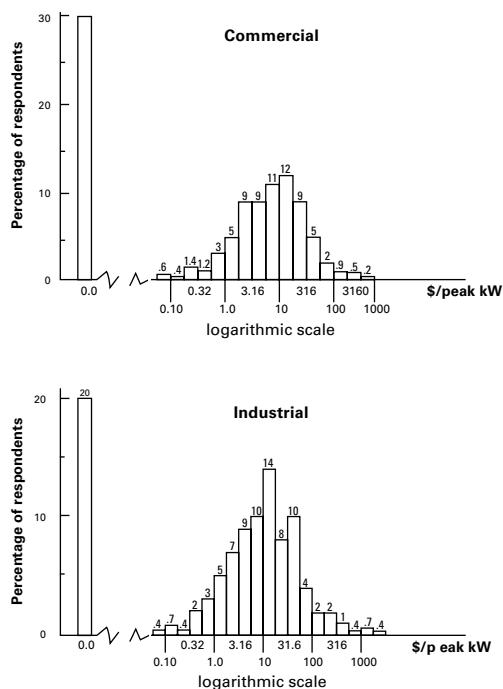 Commercial
Percentage of respondents
30
20
10
0
.6 .4 1.4 1.2 3 5 9 9 11 12 9 5 2 .9 .5 .2
0.0 0.32 3.16 316 3160
0.10 1.0 10 100 1000
$/peak kW
logarithmic scale
Industrial
Percentage of respondents
20
10
0
20
.4 .7 .4 2 3 5 7 9 10 14 8 10 4 2 2 1 .4 .7 .4
0.0 0.32 3.16 31.6 316
0.10 1.0 10 100 1000
$/p eak kW
logarithmic scale